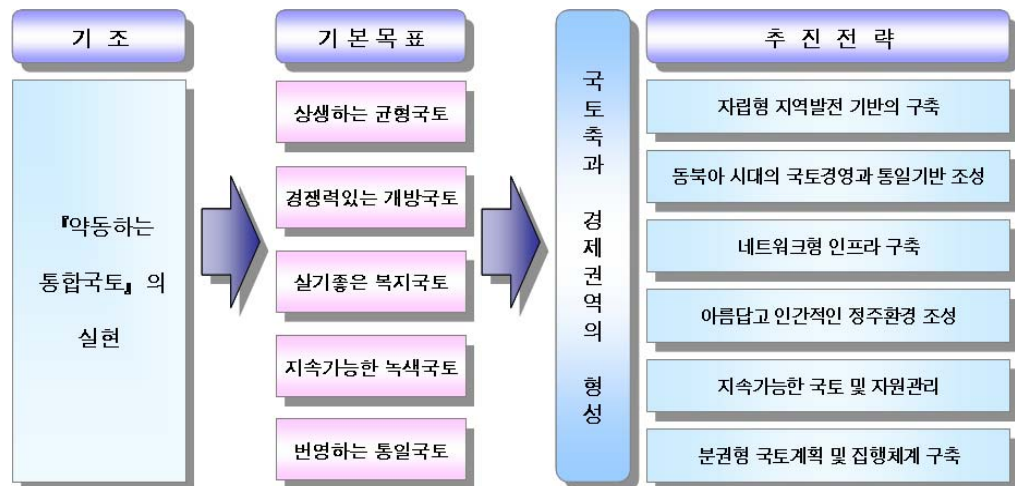 기 조
『약동하는
통합국토』의
실현
기본목표
상생하는 균형국토
경쟁력있는 개방국토
살기좋은 복지국토
지속가능한 녹색국토
번영하는 통일국토
국토축과 경제권역의 형성
추 진 전 략
자립형 지역발전 기반의 구축
동북아 시대의 국토경영과 통일기반 조성
네트워크형 인프라 구축
아름답고 인간적인 정주환경 조성
지속가능한 국토 및 자원관리
분권형 국토계획 및 집행체계 구축